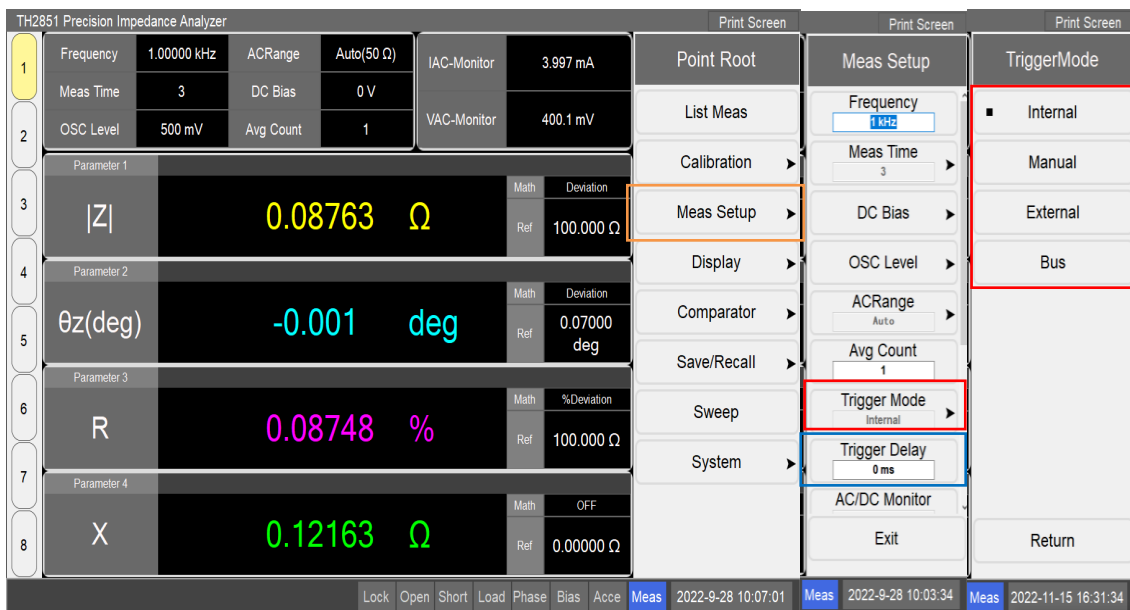 TH2851 Precision Impedance Analyzer
Print Screen
1
2
3
4
5
6
7
8
Frequency 1.00000 kHz ACRange Auto(50 Ω)
Meas Time 3 DC Bias 0 V
OSC Level 500 mV Avg Count 1
IAC-Monitor 3.997 mA
VAC-Monitor 400.1 mV
Parameter 1
|Z| 0.08763 Ω
Math Deviation
Ref 100.000 Ω
Parameter 2
θz(deg) -0.001 deg
Math Deviation
Ref 0.07000
deg
Parameter 3
R 0.08748 %
Math %Deviation
Ref 100.000 Ω
Parameter 4
X 0.12163 Ω
Math OFF
Ref 0.00000 Ω
Lock Open Short Load Phase Bias Acce Meas 2022-9-28 10:07:01
Point Root
List Meas
Calibration
Meas Setup
Display
Comparator
Save/Recall
Sweep
System
Print Screen
Meas Setup
Frequency
1 kHz
Meas Time
3
DC Bias
OSC Level
ACRange
Auto
Avg Count
1
Trigger Mode
Internal
Trigger Delay
0 ms
AC/DC Monitor
Exit
Meas 2022-9-28 10:03:34
Print Screen
TriggerMode
Internal
Manual
External
Bus
Return
Meas 2022-11-15 16:31:34